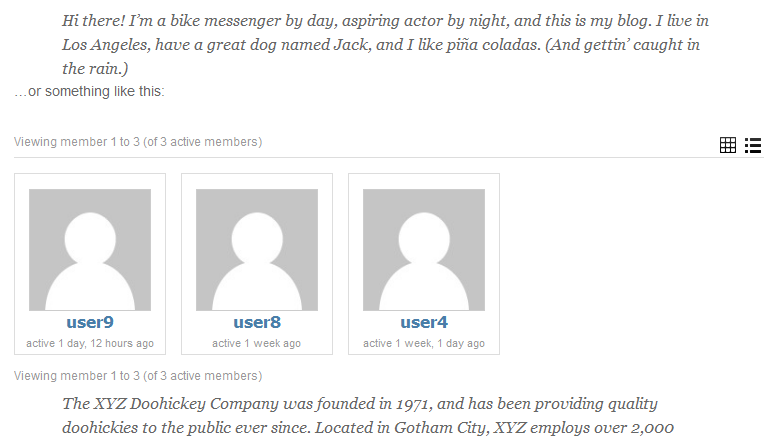 Hi there! I’m a bike messenger by day, aspiring actor by night, and this is my blog. I live in
Los Angeles, have a great dog named Jack, and I like piña coladas. (And gettin’ caught in
the rain.)
…or something like this:
Viewing member 1 to 3 (of 3 active members)
user9
active 1 day, 12 hours ago
user8
active 1 week ago
user4
active 1 week, 1 day ago
Viewing member 1 to 3 (of 3 active members)
The XYZ Doohickey Company was founded in 1971, and has been providing quality
doohickies to the public ever since. Located in Gotham City, XYZ employs over 2,000